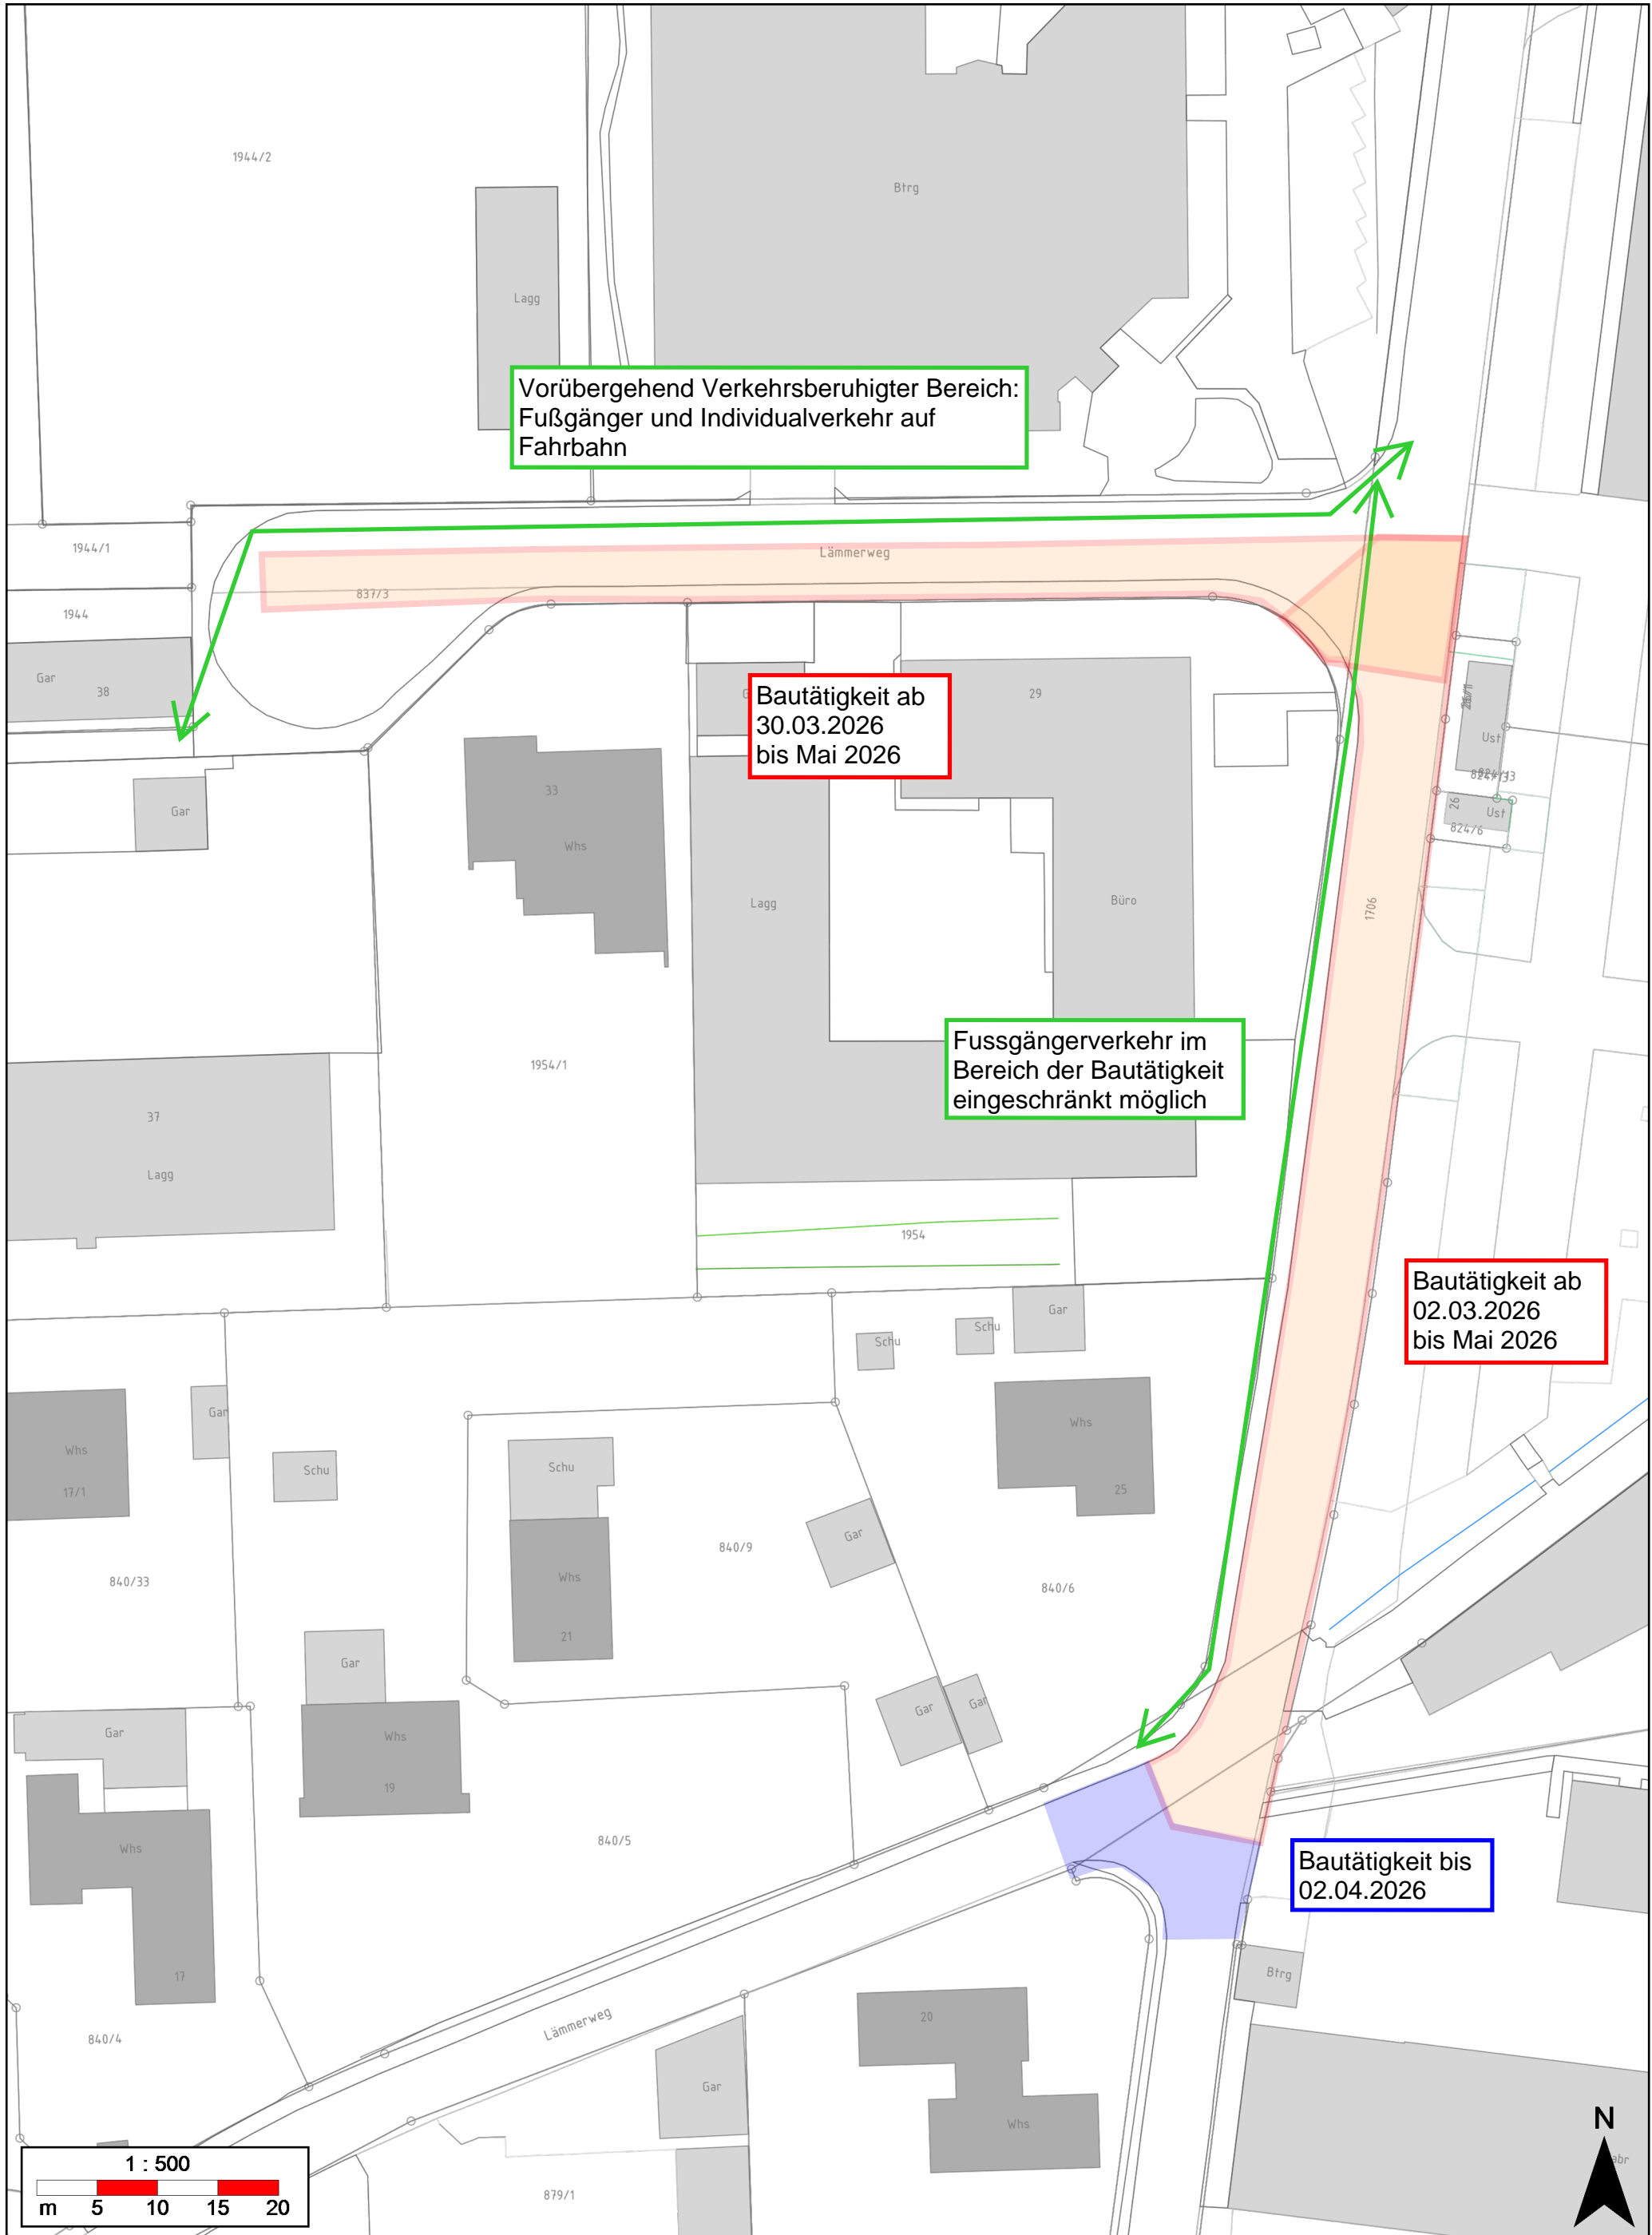 1944/2
Btrg
Lagg
Vorübergehend Verkehrsberuhigter Bereich:
Fußgänger und Individualverkehr auf
Fahrbahn
1944/1
Lämmerweg
837/3
1944
Gar
38
29
Bautätigkeit ab
30.03.2026
bis Mai 2026
Ust
824/13
26
Ust
824/6
33
Gar
Whs
Lagg
Büro
1706
Fussgängerverkehr im
Bereich der Bautätigkeit
eingeschränkt möglich
1954/1
37
Lagg
1954
Bautätigkeit ab
02.03.2026
bis Mai 2026
Gar
Schu
Schu
Gar
Whs
Whs
17/1
Schu
Schu
25
Gar
840/9
840/33
Whs
840/6
21
Gar
Gar
Gar
Gar
Whs
19
840/5
Whs
Bautätigkeit bis
02.04.2026
17
Btrg
20
840/4
Lämmerweg
Gar
Whs
N
1 : 500
m 5 10 15 20
879/1